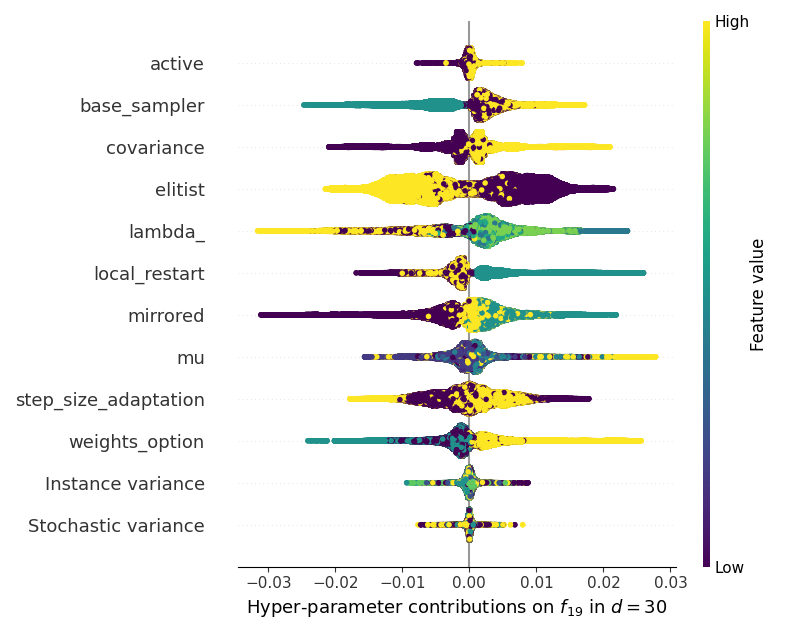 High
active
base_sampler
covariance
elitist
lambda_
local_restart
mirrored
mu
step_size_adaptation
weights_option
Instance variance
Stochastic variance
Feature value
Low
−0.03 −0.02 −0.01 0.00 0.01 0.02 0.03
Hyper-parameter contributions on f₁₉ in d = 30